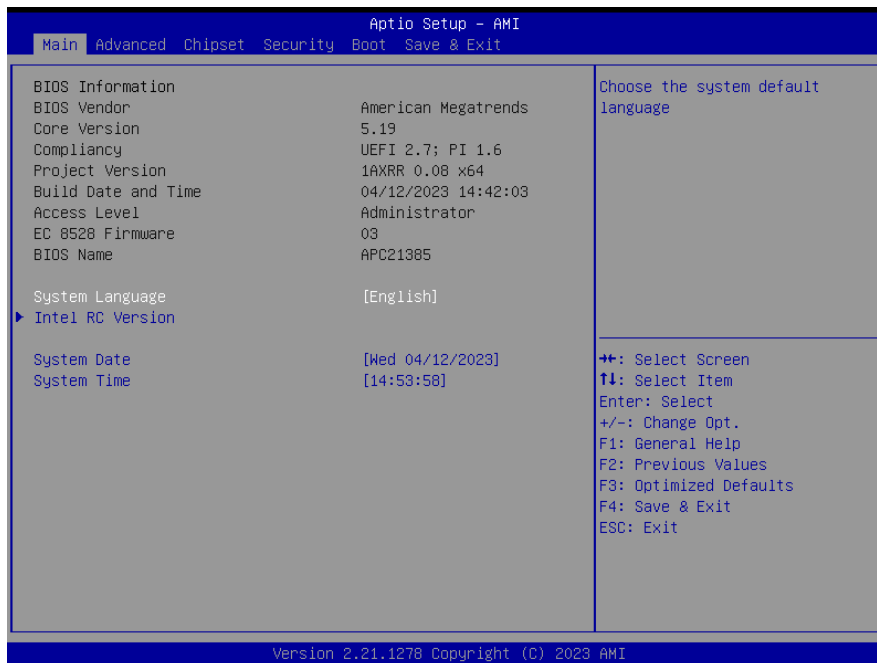 Aptio Setup – AMI
Main Advanced Chipset Security Boot Save & Exit
BIOS Information
BIOS Vendor American Megatrends
Core Version 5.19
Compliancy UEFI 2.7; PI 1.6
Project Version 1AXRR 0.08 x64
Build Date and Time 04/12/2023 14:42:03
Access Level Administrator
EC 8528 Firmware 03
BIOS Name APC21385
System Language [English]
Intel RC Version
System Date [Wed 04/12/2023]
System Time [14:53:58]
Choose the system default
language
→←: Select Screen
↑↓: Select Item
Enter: Select
+/-: Change Opt.
F1: General Help
F2: Previous Values
F3: Optimized Defaults
F4: Save & Exit
ESC: Exit
Version 2.21.1278 Copyright (C) 2023 AMI